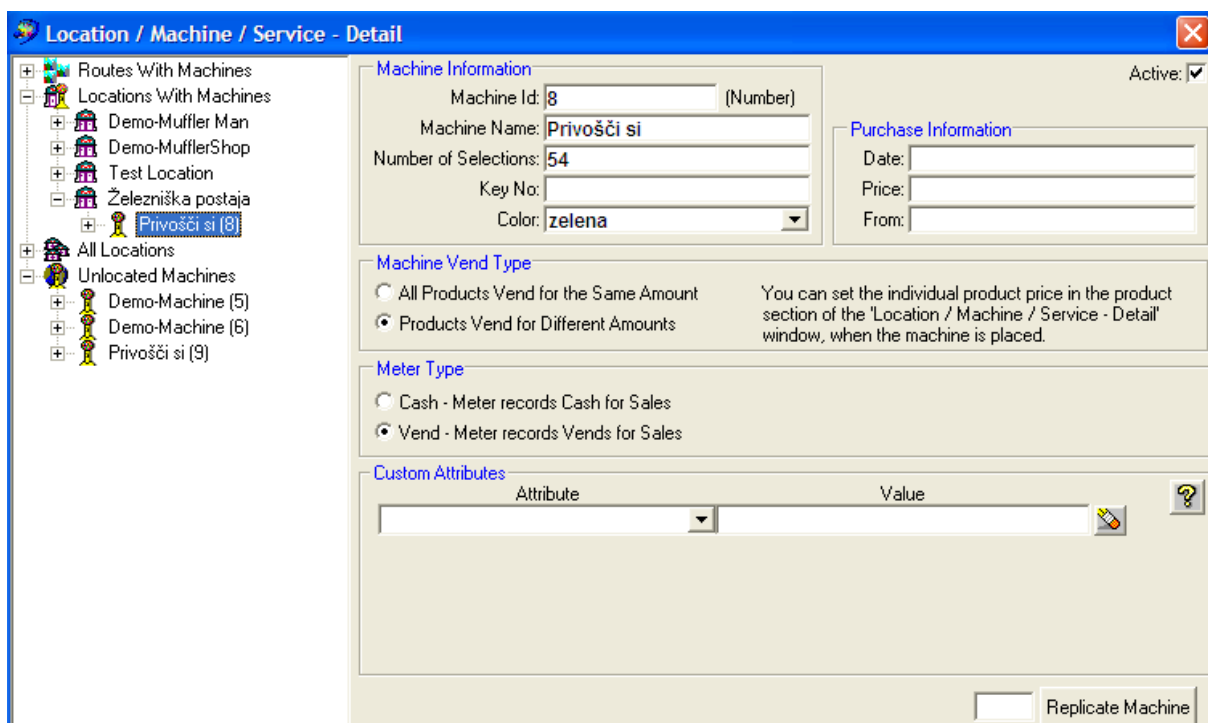 Location / Machine / Service - Detail
Routes With Machines
Locations With Machines
Demo-Muffler Man
Demo-MufflerShop
Test Location
Železniška postaja
Privošči si (8)
All Locations
Unlocated Machines
Demo-Machine (5)
Demo-Machine (6)
Privošči si (9)
Machine Information
Machine Id: 8 (Number)
Machine Name: Privošči si
Number of Selections: 54
Key No:
Color: zelena
Active:
Purchase Information
Date:
Price:
From:
Machine Vend Type
All Products Vend for the Same Amount
Products Vend for Different Amounts
You can set the individual product price in the product
section of the 'Location / Machine / Service - Detail'
window, when the machine is placed.
Meter Type
Cash - Meter records Cash for Sales
Vend - Meter records Vends for Sales
Custom Attributes
Attribute Value
?
Replicate Machine